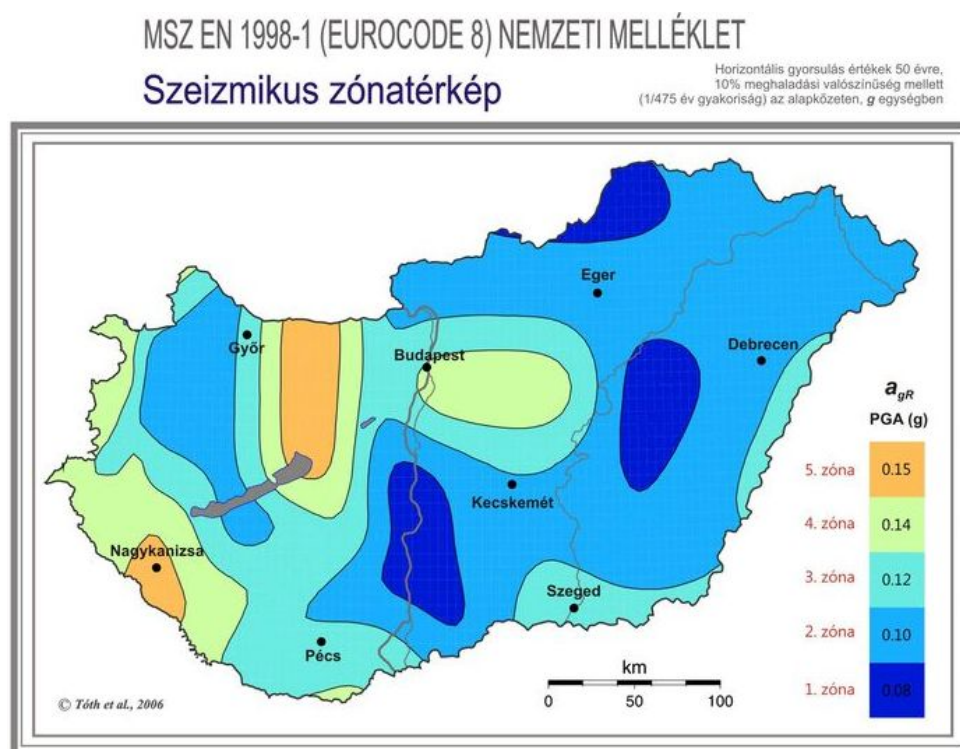 MSZ EN 1998-1 (EUROCODE 8) NEMZETI MELLÉKLET
Szeizmikus zónatérkép
Horizontális gyorsulás értékek 50 évre,
10% meghaladási valószínűség mellett
(1/475 év gyakoriság) az alapkőzeten, g egységben
Eger
Győr
Budapest
Debrecen
Kecskemét
Nagykanizsa
Szeged
Pécs
agR
PGA (g)
5. zóna 0.15
4. zóna 0.14
3. zóna 0.12
2. zóna 0.10
1. zóna 0.08
km
0 50 100
© Tóth et al., 2006